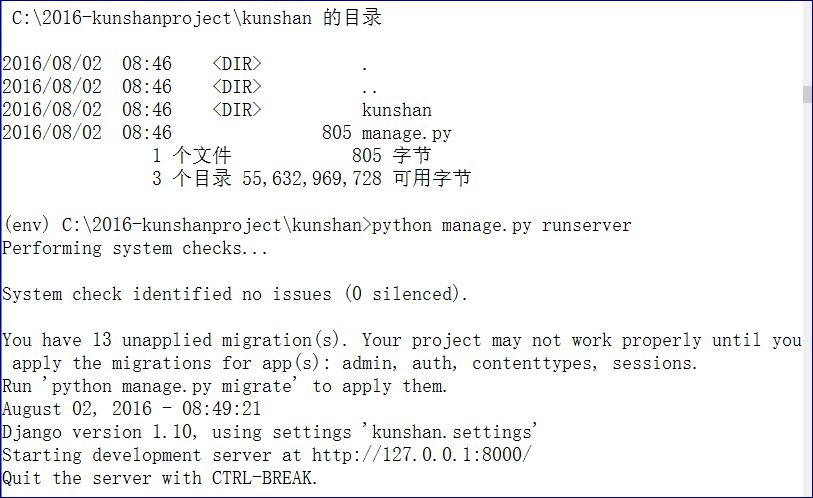 C:\2016-kunshanproject\kunshan 的目录
2016/08/02  08:46    <DIR>          .
2016/08/02  08:46    <DIR>          ..
2016/08/02  08:46    <DIR>          kunshan
2016/08/02  08:46               805 manage.py
1 个文件            805 字节
3 个目录 55,632,969,728 可用字节
(env) C:\2016-kunshanproject\kunshan>python manage.py runserver
Performing system checks...
System check identified no issues (0 silenced).
You have 13 unapplied migration(s). Your project may not work properly until you
apply the migrations for app(s): admin, auth, contenttypes, sessions.
Run 'python manage.py migrate' to apply them.
August 02, 2016 - 08:49:21
Django version 1.10, using settings 'kunshan.settings'
Starting development server at http://127.0.0.1:8000/
Quit the server with CTRL-BREAK.